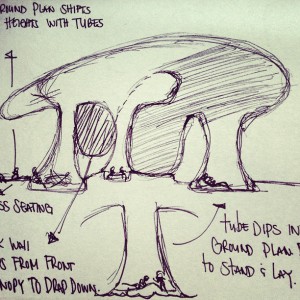 ROUND PLAN SHIFTS
HEIGHTS WITH TUBES
SS SEATING
K WALL
S FROM FRONT
NOPY TO DROP DOWN.
TUBE DIPS IN
GROUND PLAN
TO STAND & LAY.